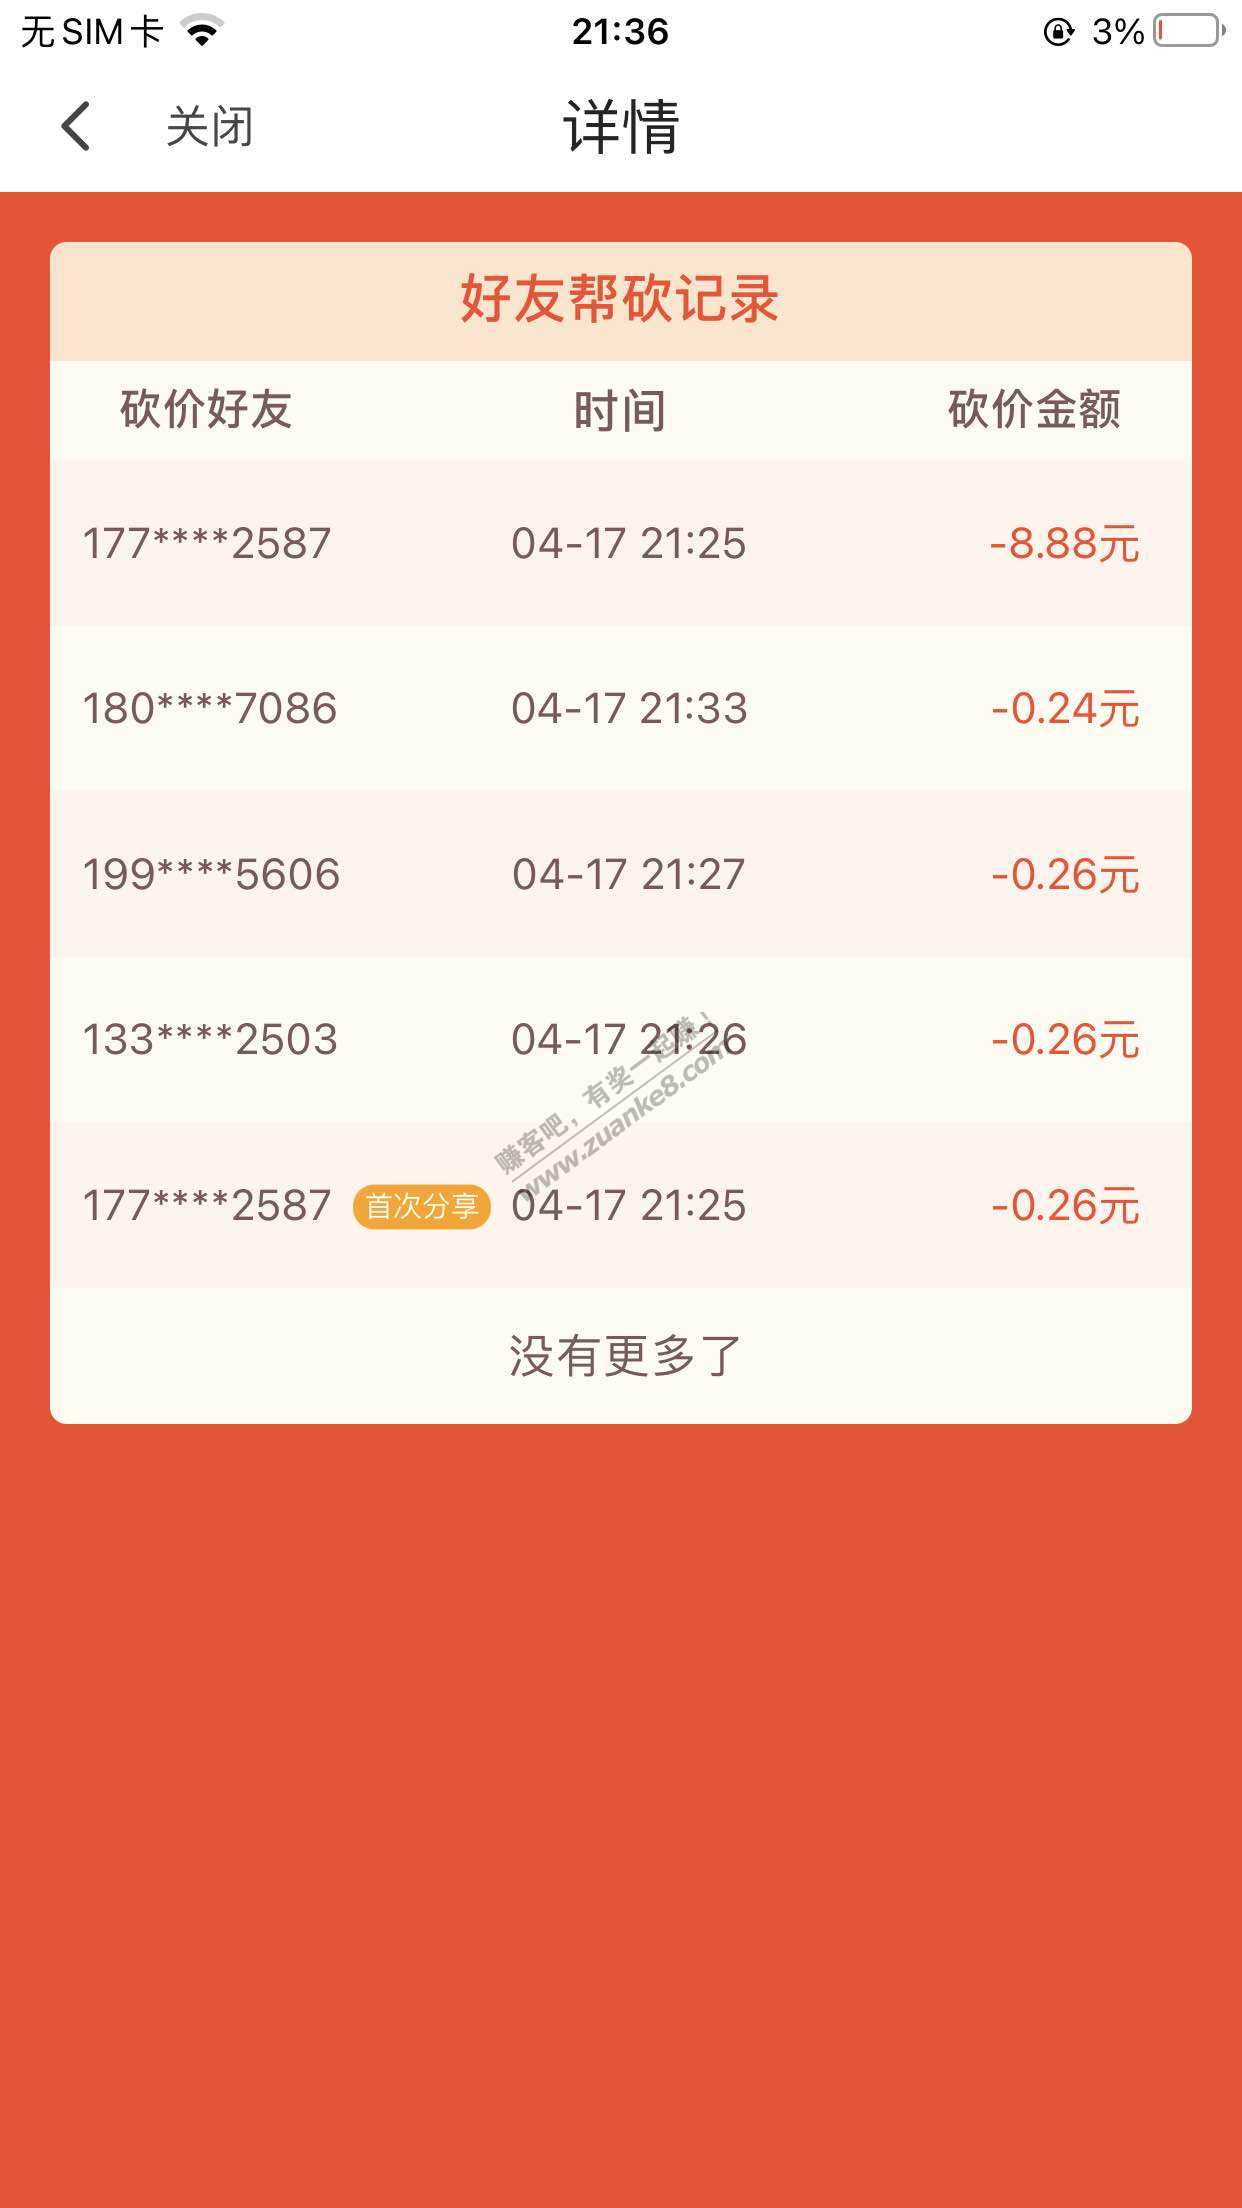 无 SIM 卡 21:36 3%
关闭 详情
好友帮砍记录
砍价好友 时间 砍价金额
177****2587 04-17 21:25 -8.88元
180****7086 04-17 21:33 -0.24元
199****5606 04-17 21:27 -0.26元
133****2503 04-17 21:26 -0.26元
赚客吧，有奖一起赚！
www.zuanke8.com
177****2587 首次分享 04-17 21:25 -0.26元
没有更多了